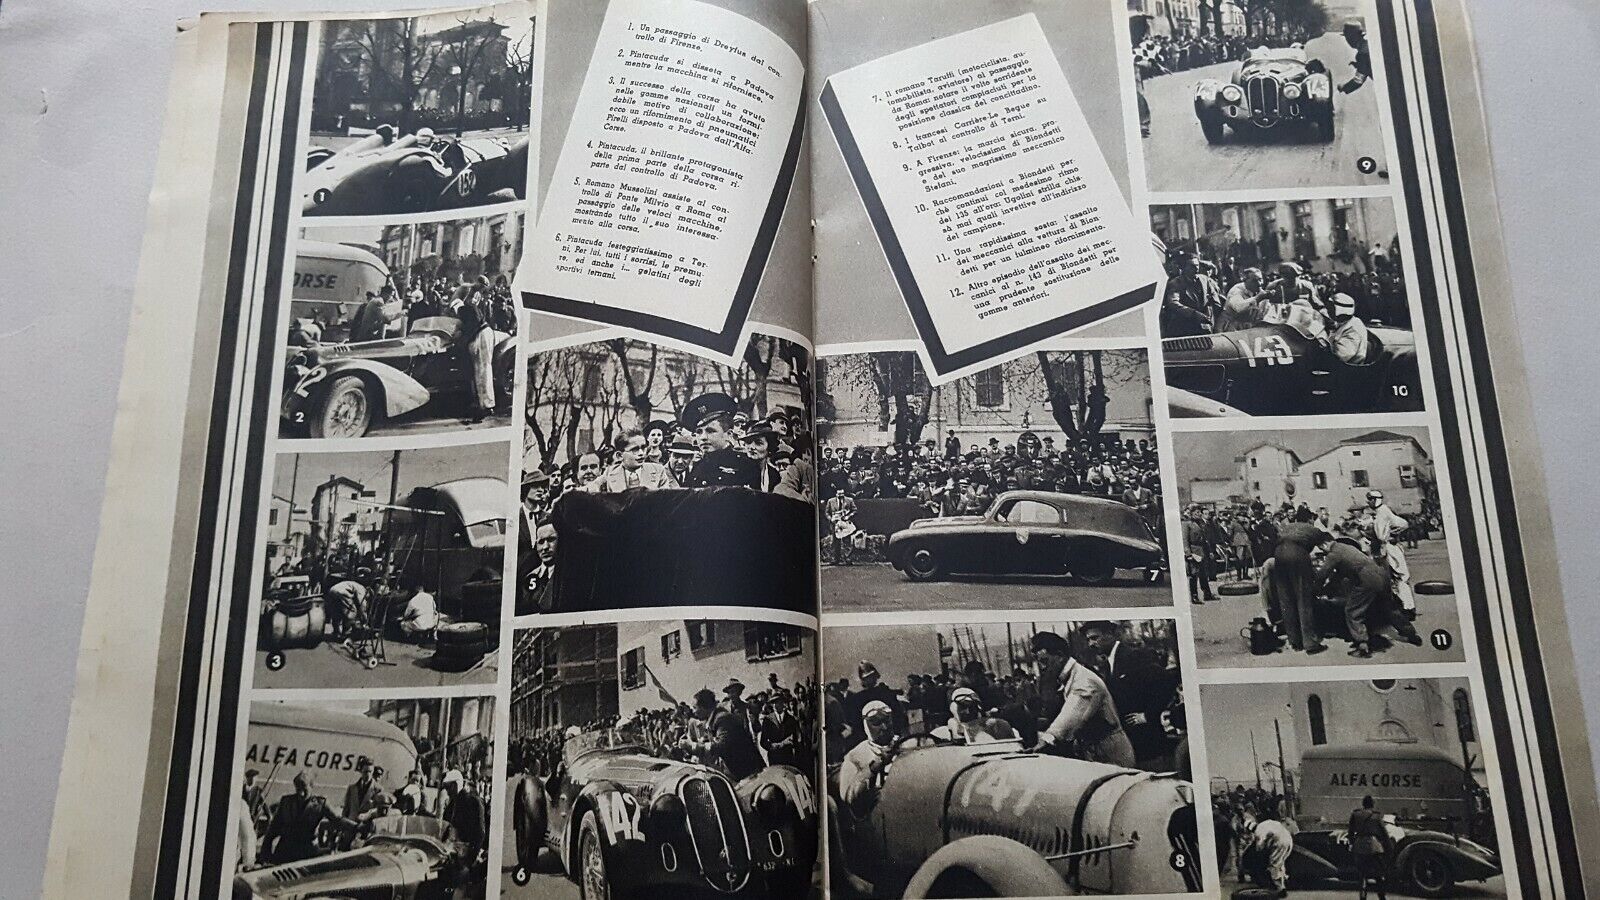 1. Un passaggio di Dreyfus dal con-
trollo di Firenze.
2. Pintacuda si disseta a Padova
mentre la macchina si rifornisce.
3. Il successo della corsa ha avuto
nelle gomme nazionali un formi-
dabile motivo di collaborazione:
ecco un rifornimento di pneumatici
Pirelli disposto a Padova dall'Alfa-
Corse.
4. Pintacuda, il brillante protagonista
della prima parte della corsa ri-
parte dal controllo di Padova.
5. Romano Mussolini assiste al con-
trollo di Ponte Milvio a Roma al
passaggio delle veloci macchine,
mostrando tutto il suo interessa-
mento alla corsa.
6. Pintacuda festeggiatissimo a Ter-
ni. Per lui, tutti i sorrisi, le premu-
re, ed anche i... gelatini degli
sportivi ternani.
7. Il romano Taruffi (motociclista, au-
tomobilista, aviatore) al passaggio
da Roma: notare il volto sorridente
degli spettatori compiaciuti per la
posizione classica del concittadino.
8. I francesi Carrière-Le Begue su
Talbot al controllo di Terni.
9. A Firenze: la marcia sicura, pro-
gressiva, velocissima di Biondetti
e del suo magrissimo meccanico
Stefani.
10. Raccomandazioni a Biondetti per-
chè continui col medesimo ritmo
dei 135 all'ora: Ugolini strilla chis-
sà mai quali invettive all'indirizzo
del campione.
11. Una rapidissima sosta: l'assalto
dei meccanici alla vettura di Bion-
detti per un fulmineo rifornimento.
12. Altro episodio dell'assalto dei mec-
canici al n. 143 di Biondetti per
una prudente sostituzione delle
gomme anteriori.
152
1
ORSE
142
2
2
3
ALFA CORSE
5
142
6
7
141
8
143
9
143
10
11
ALFA CORSE